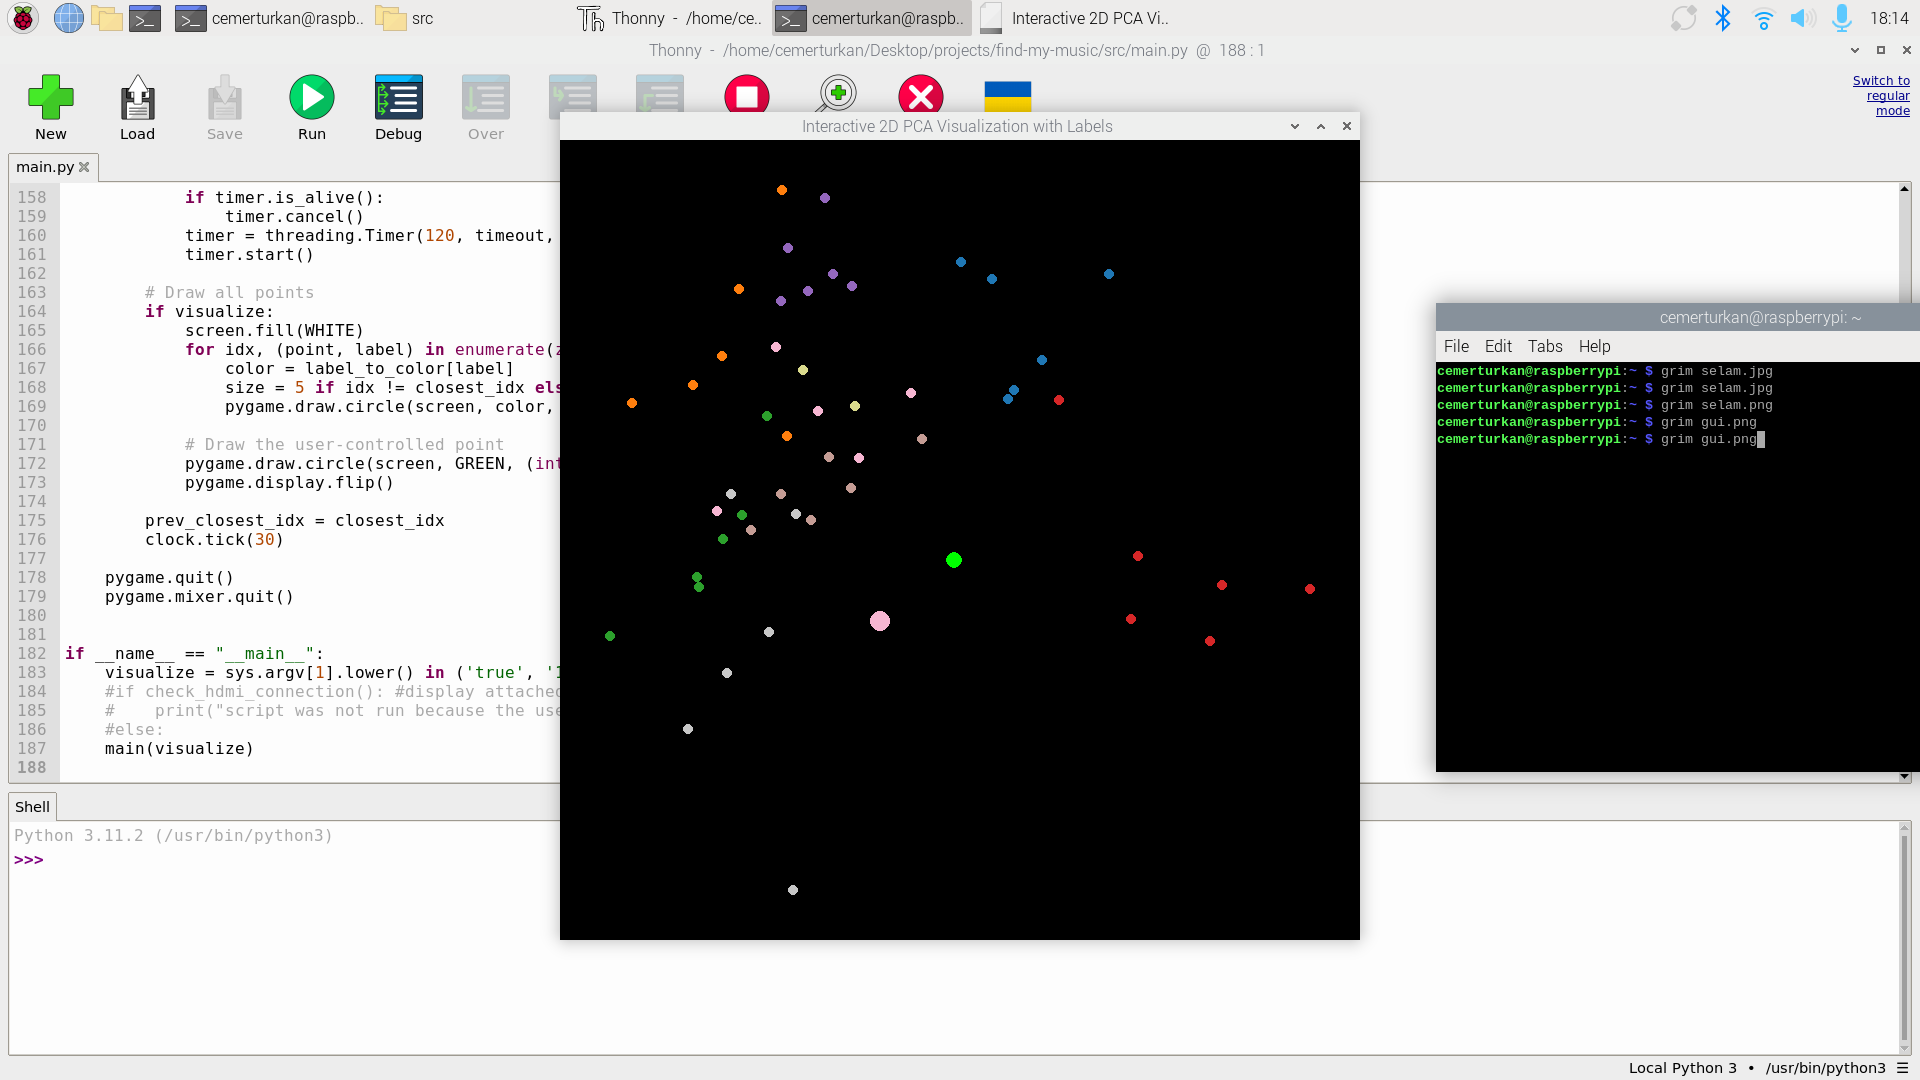 cemerturkan@raspb..
src
Thonny  -  /home/ce..
cemerturkan@raspb..
Interactive 2D PCA Vi..
18:14
Thonny  -  /home/cemerturkan/Desktop/projects/find-my-music/src/main.py  @  188 : 1
New
Load
Save
Run
Debug
Over
Switch to
regular
mode
main.py
158             if timer.is_alive():
159                 timer.cancel()
160             timer = threading.Timer(120, timeout,
161             timer.start()
162
163         # Draw all points
164         if visualize:
165             screen.fill(WHITE)
166             for idx, (point, label) in enumerate(z
167                 color = label_to_color[label]
168                 size = 5 if idx != closest_idx els
169                 pygame.draw.circle(screen, color,
170
171             # Draw the user-controlled point
172             pygame.draw.circle(screen, GREEN, (int
173             pygame.display.flip()
174
175         prev_closest_idx = closest_idx
176         clock.tick(30)
177
178     pygame.quit()
179     pygame.mixer.quit()
180
181
182 if __name__ == "__main__":
183     visualize = sys.argv[1].lower() in ('true', '1
184     #if check_hdmi_connection(): #display attached
185     #    print("script was not run because the use
186     #else:
187     main(visualize)
188
Interactive 2D PCA Visualization with Labels
cemerturkan@raspberrypi: ~
File Edit Tabs Help
cemerturkan@raspberrypi:~ $ grim selam.jpg
cemerturkan@raspberrypi:~ $ grim selam.jpg
cemerturkan@raspberrypi:~ $ grim selam.png
cemerturkan@raspberrypi:~ $ grim gui.png
cemerturkan@raspberrypi:~ $ grim gui.png
Shell
Python 3.11.2 (/usr/bin/python3)
>>>
Local Python 3  •  /usr/bin/python3 ☰